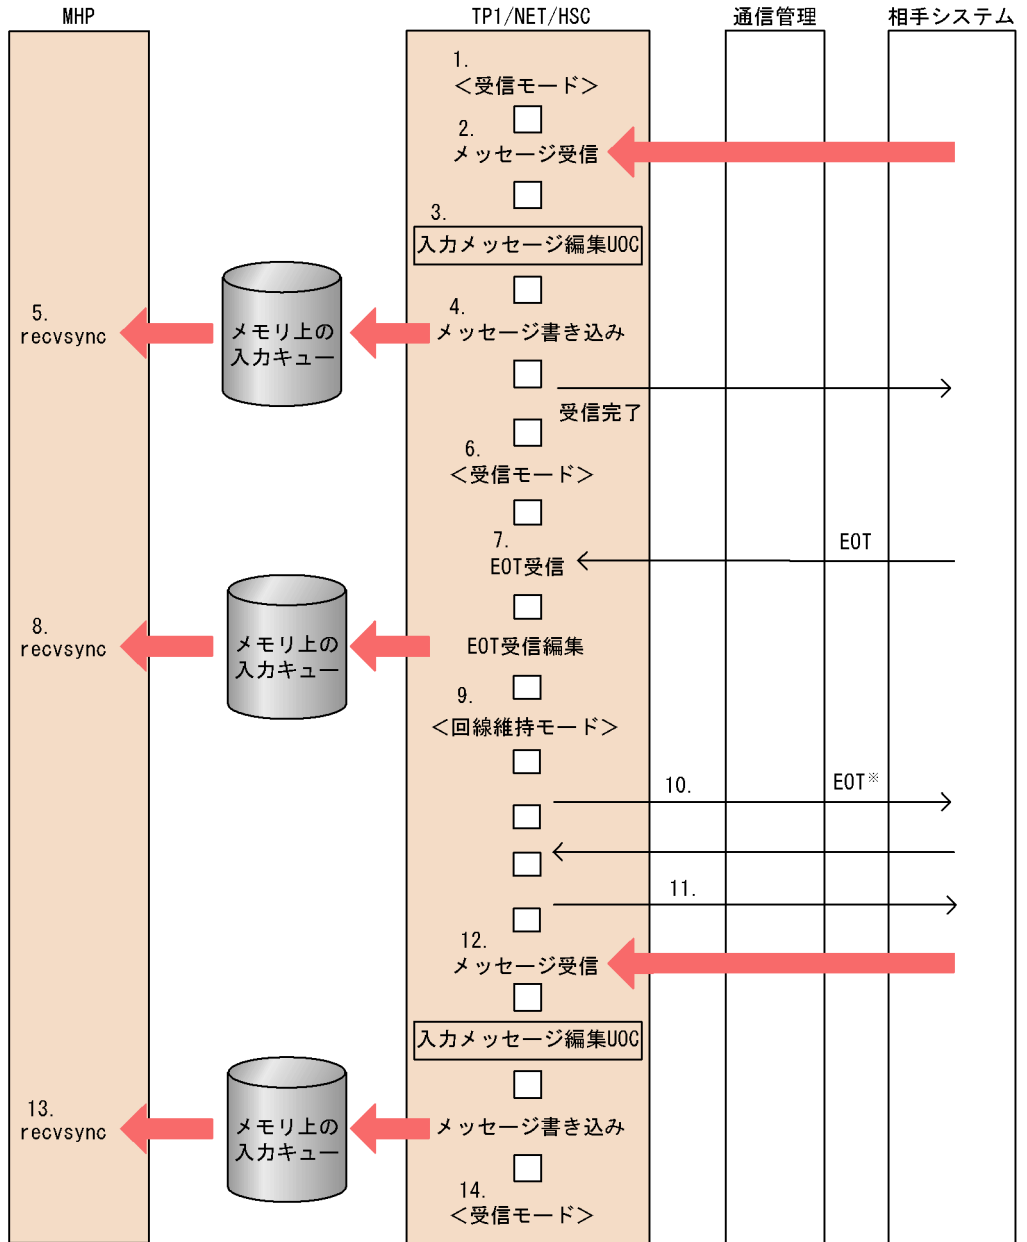 MHP
TP1/NET/HSC
通信管理
相手システム
1.
＜受信モード＞
2.
メッセージ受信
3.
入力メッセージ編集UOC
4.
メッセージ書き込み
メモリ上の
入力キュー
5.
recvsync
受信完了
6.
＜受信モード＞
7.
EOT受信
EOT
EOT受信編集
メモリ上の
入力キュー
8.
recvsync
9.
＜回線維持モード＞
10.
EOT※
11.
12.
メッセージ受信
入力メッセージ編集UOC
メッセージ書き込み
メモリ上の
入力キュー
13.
recvsync
14.
＜受信モード＞